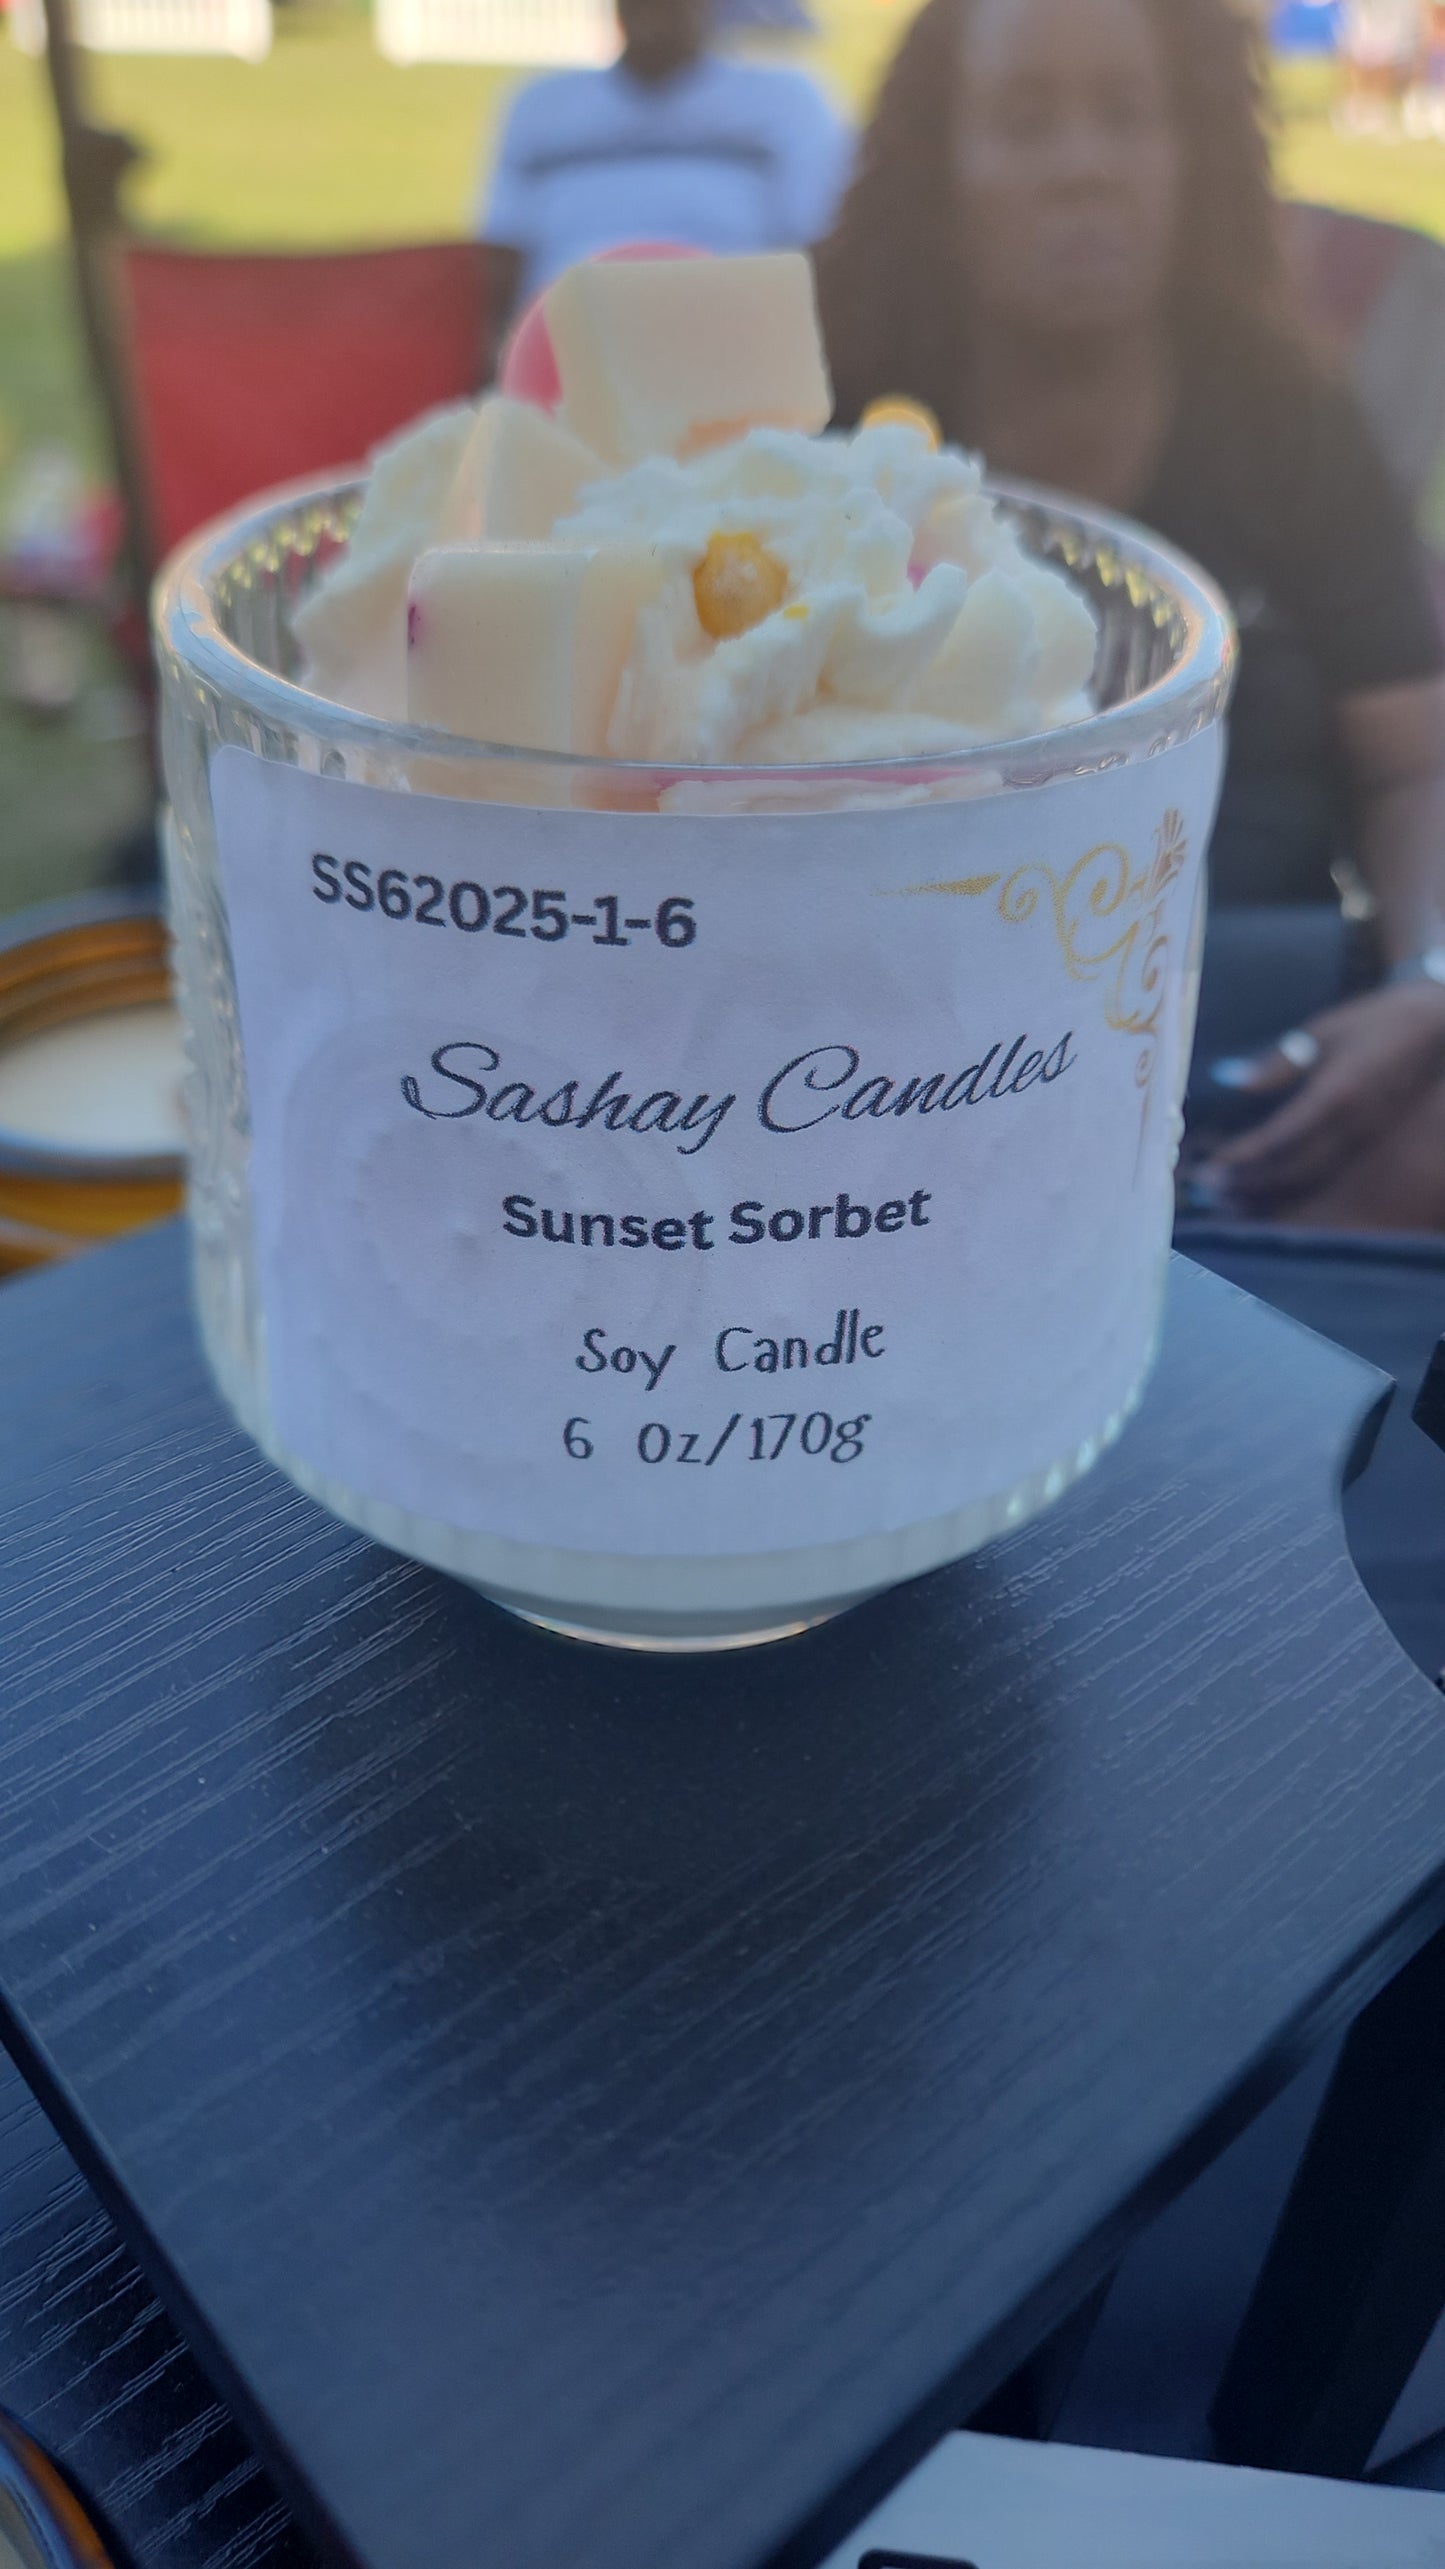 SS62025-1-6
Sashay Candles
Sunset Sorbet
Soy Candle
6 Oz/170g